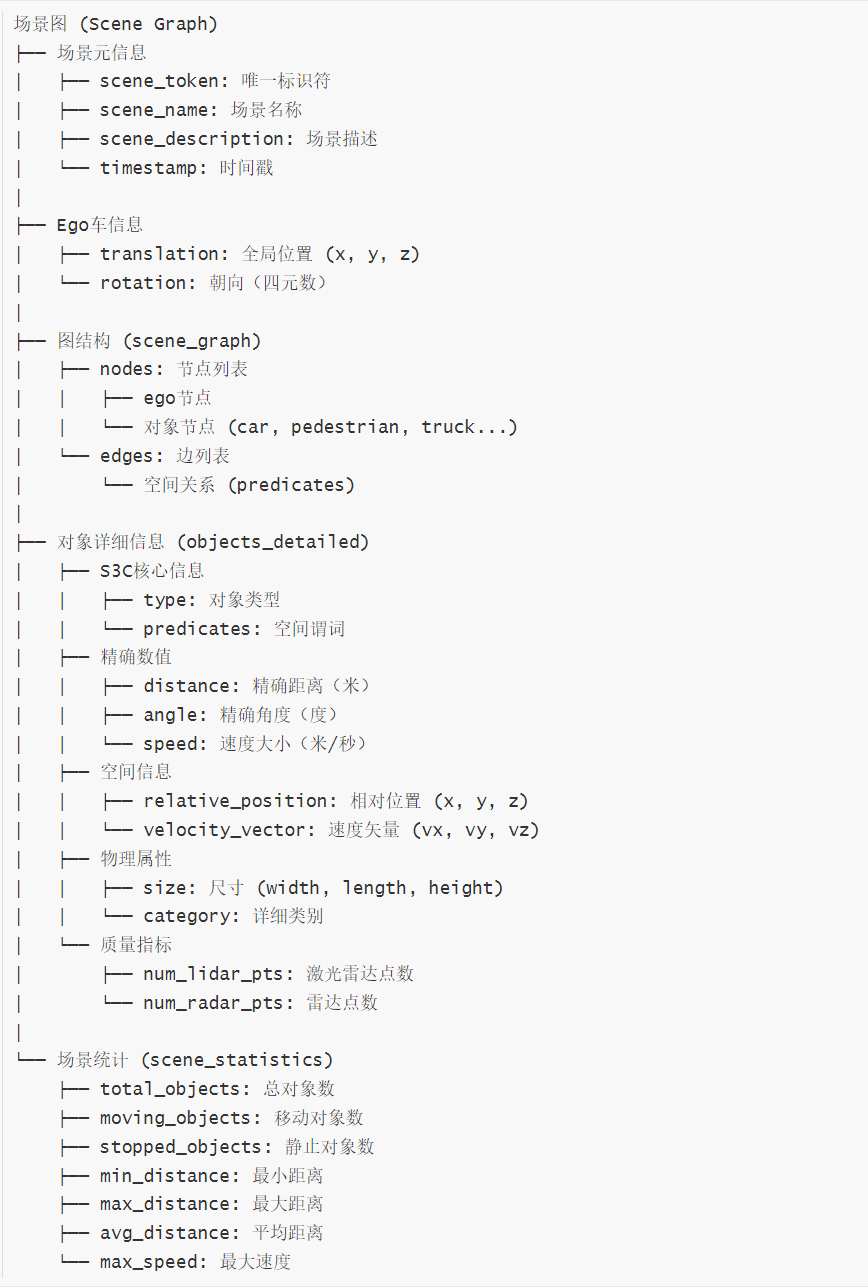 场景图 (Scene Graph)
├── 场景元信息
│   ├── scene_token: 唯一标识符
│   ├── scene_name: 场景名称
│   ├── scene_description: 场景描述
│   └── timestamp: 时间戳
│
├── Ego车信息
│   ├── translation: 全局位置 (x, y, z)
│   └── rotation: 朝向（四元数）
│
├── 图结构 (scene_graph)
│   ├── nodes: 节点列表
│   │   ├── ego节点
│   │   └── 对象节点 (car, pedestrian, truck...)
│   └── edges: 边列表
│       └── 空间关系 (predicates)
│
├── 对象详细信息 (objects_detailed)
│   ├── S3C核心信息
│   │   ├── type: 对象类型
│   │   └── predicates: 空间谓词
│   ├── 精确数值
│   │   ├── distance: 精确距离（米）
│   │   ├── angle: 精确角度（度）
│   │   └── speed: 速度大小（米/秒）
│   ├── 空间信息
│   │   ├── relative_position: 相对位置 (x, y, z)
│   │   └── velocity_vector: 速度矢量 (vx, vy, vz)
│   ├── 物理属性
│   │   ├── size: 尺寸 (width, length, height)
│   │   └── category: 详细类别
│   └── 质量指标
│       ├── num_lidar_pts: 激光雷达点数
│       └── num_radar_pts: 雷达点数
│
└── 场景统计 (scene_statistics)
    ├── total_objects: 总对象数
    ├── moving_objects: 移动对象数
    ├── stopped_objects: 静止对象数
    ├── min_distance: 最小距离
    ├── max_distance: 最大距离
    ├── avg_distance: 平均距离
    └── max_speed: 最大速度